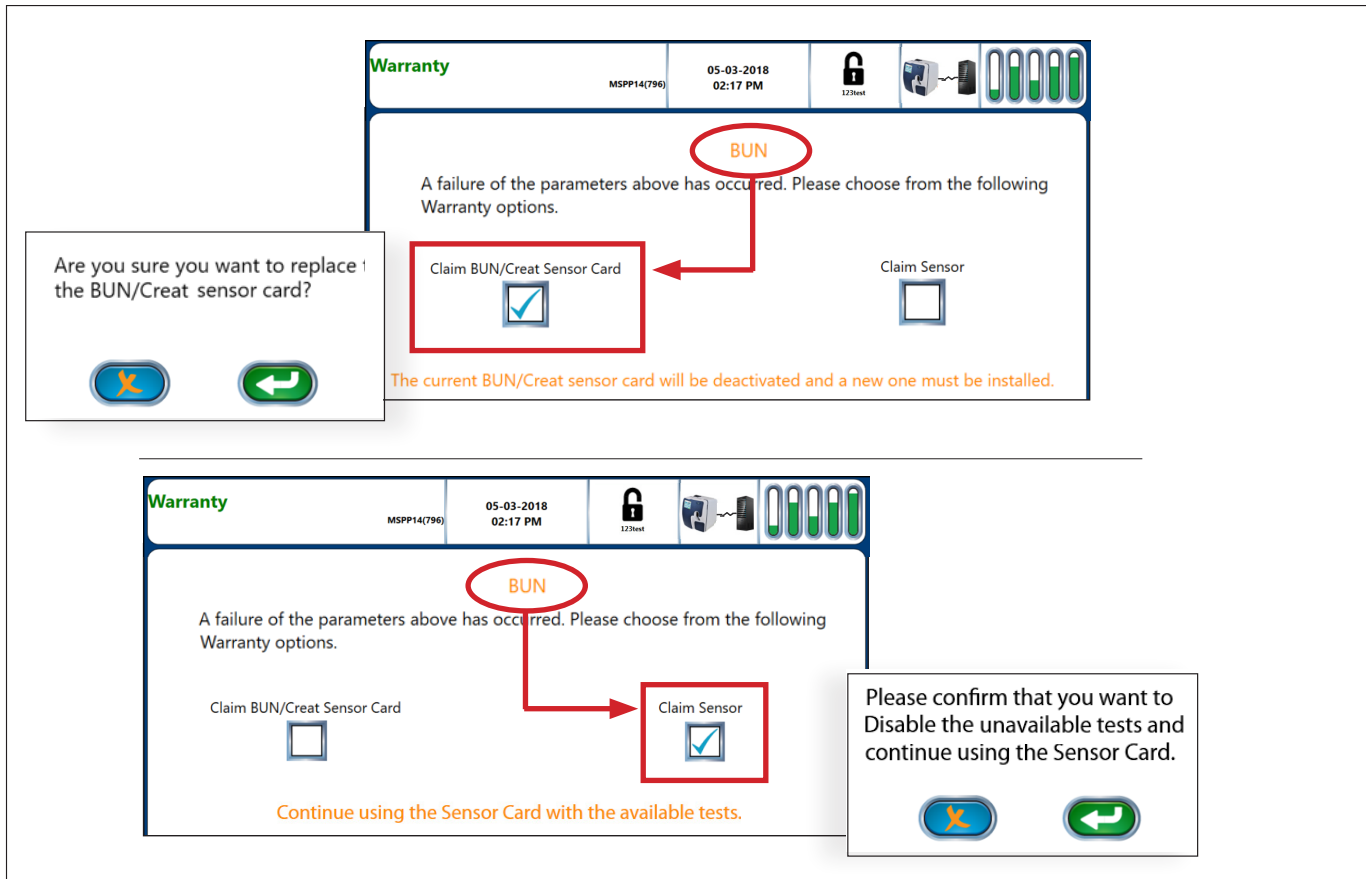 Warranty
MSPP14(796)
05-03-2018
02:17 PM
123test
BUN
A failure of the parameters above has occurred. Please choose from the following
Warranty options.
Claim BUN/Creat Sensor Card
Claim Sensor
The current BUN/Creat sensor card will be deactivated and a new one must be installed.
Are you sure you want to replace
the BUN/Creat sensor card?
Warranty
MSPP14(796)
05-03-2018
02:17 PM
123test
BUN
A failure of the parameters above has occurred. Please choose from the following
Warranty options.
Claim BUN/Creat Sensor Card
Claim Sensor
Continue using the Sensor Card with the available tests.
Please confirm that you want to
Disable the unavailable tests and
continue using the Sensor Card.